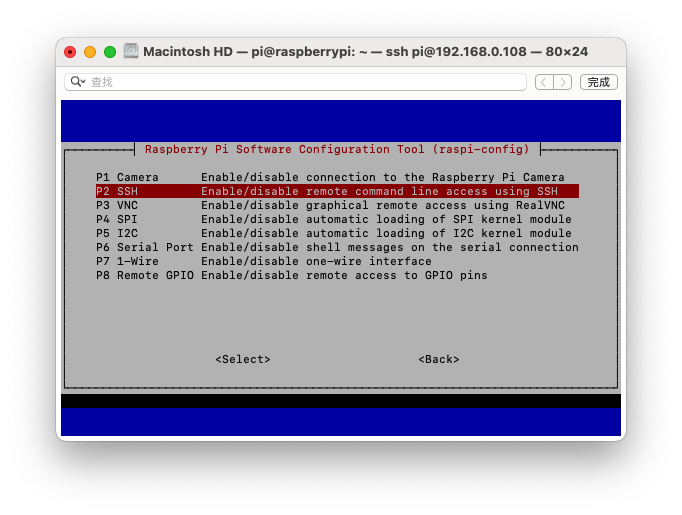 Macintosh HD — pi@raspberrypi: ~ — ssh pi@192.168.0.108 — 80×24
查找
完成
Raspberry Pi Software Configuration Tool (raspi-config)
P1 Camera Enable/disable connection to the Raspberry Pi Camera
P2 SSH Enable/disable remote command line access using SSH
P3 VNC Enable/disable graphical remote access using RealVNC
P4 SPI Enable/disable automatic loading of SPI kernel module
P5 I2C Enable/disable automatic loading of I2C kernel module
P6 Serial Port Enable/disable shell messages on the serial connection
P7 1-Wire Enable/disable one-wire interface
P8 Remote GPIO Enable/disable remote access to GPIO pins
<Select> <Back>